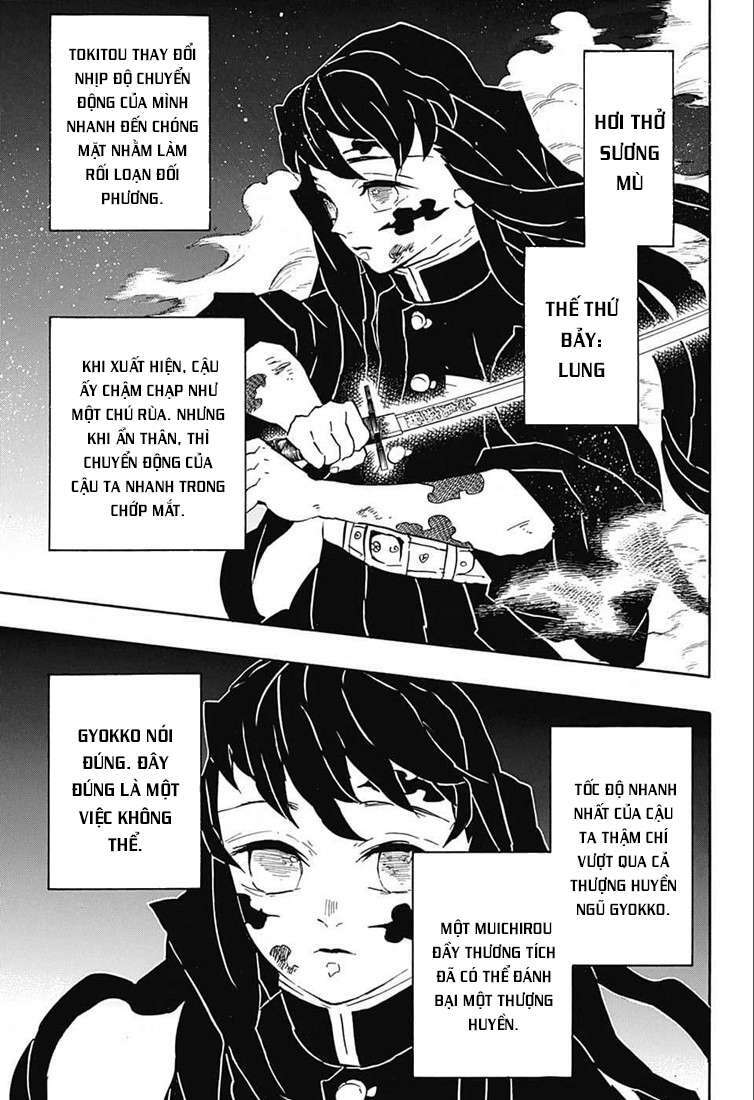 HƠI THỞ
SƯƠNG
MÙ
THẾ THỨ
BẢY:
LUNG
TOKITOU THAY ĐỔI
NHỊP ĐỘ CHUYỂN
ĐỘNG CỦA MÌNH
NHANH ĐẾN CHÓNG
MẶT NHẰM LÀM
RỐI LOẠN ĐỐI
PHƯƠNG.
KHI XUẤT HIỆN, CẬU
ẤY CHẬM CHẠP NHƯ
MỘT CHÚ RÙA. NHƯNG
KHI ẨN THÂN, THÌ
CHUYỂN ĐỘNG CỦA
CẬU TA NHANH TRONG
CHỚP MẮT.
TỐC ĐỘ NHANH
NHẤT CỦA CẬU
TA THẬM CHÍ
VƯỢT QUA CẢ
THƯỢNG HUYỀN
NGŨ GYOKKO.
MỘT MUICHIROU
ĐẦY THƯƠNG TÍCH
ĐÃ CÓ THỂ ĐÁNH
BẠI MỘT THƯỢNG
HUYỀN.
GYOKKO NÓI
ĐÚNG. ĐÂY
ĐÚNG LÀ MỘT
VIỆC KHÔNG
THỂ.